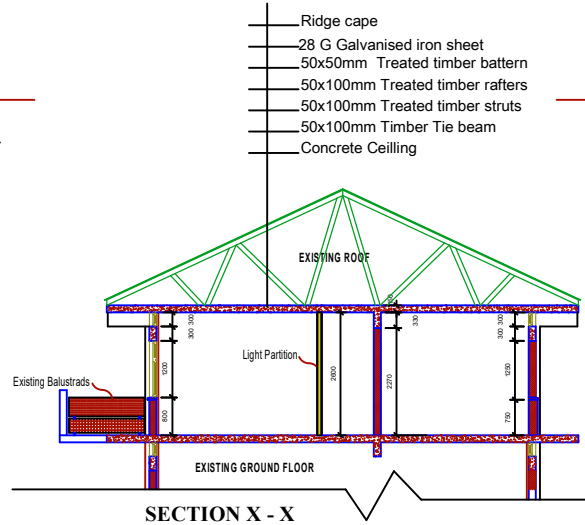 Ridge cape
28 G Galvanised iron sheet
50x50mm Treated timber battern
50x100mm Treated timber rafters
50x100mm Treated timber struts
50x100mm Timber Tie beam
Concrete Ceilling
EXISTING ROOF
300
300
330
300
300
Light Partition
1200
2600
2270
1250
Existing Balustrads
800
750
EXISTING GROUND FLOOR
SECTION X - X